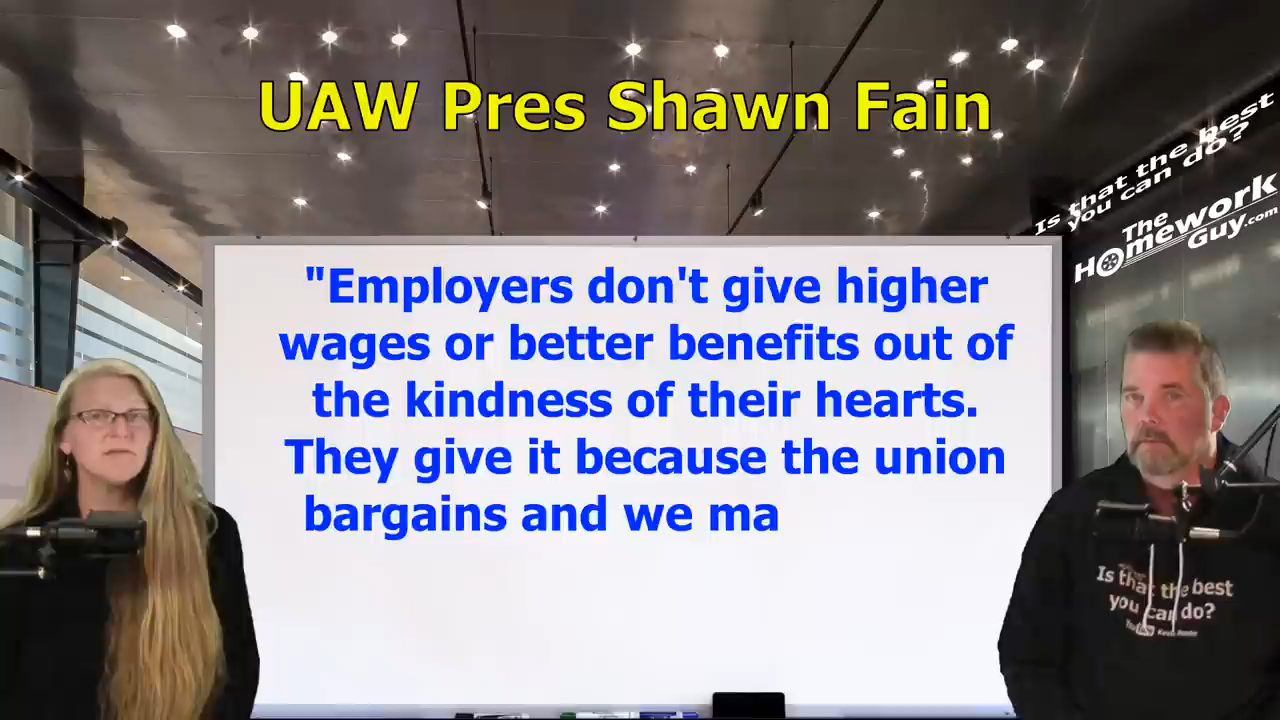 UAW Pres Shawn Fain
Is that the best
you can do?
The
Homework
Guy.com
"Employers don't give higher
wages or better benefits out of
the kindness of their hearts.
They give it because the union
bargains and we ma
Is that the best
you can do?